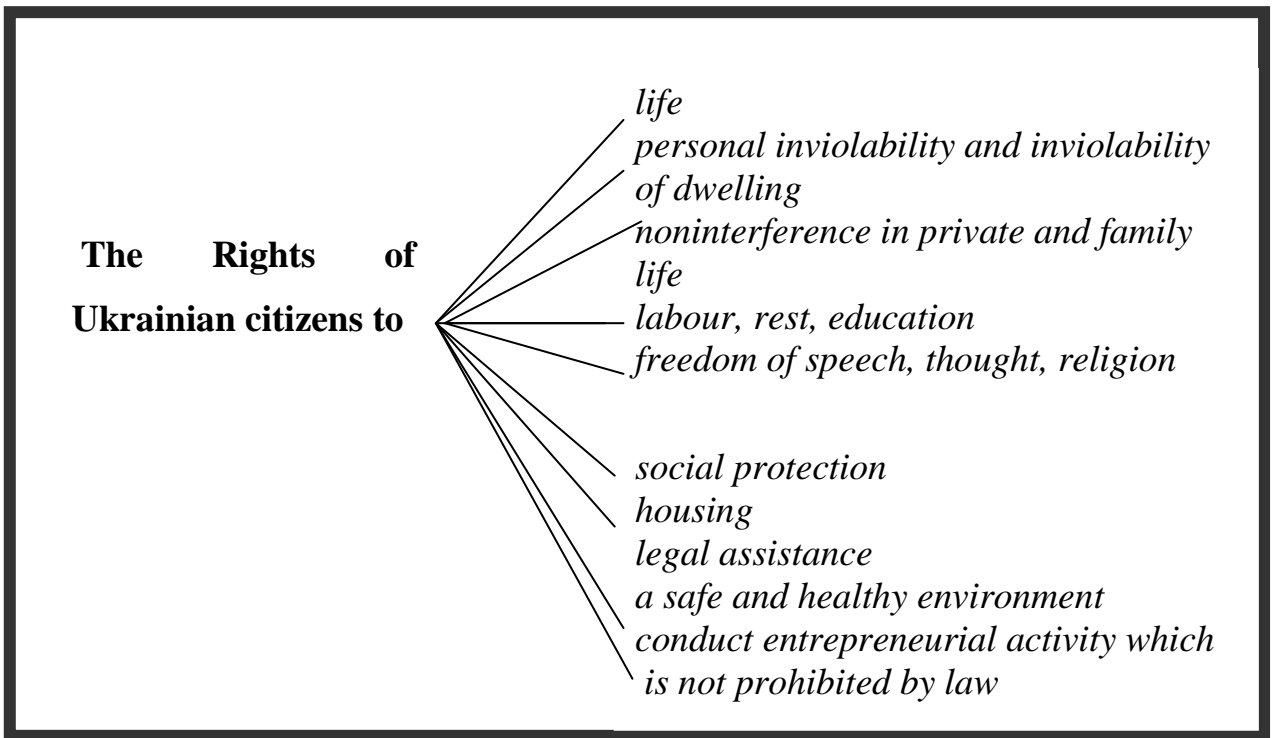 The Rights of
Ukrainian citizens to
life
personal inviolability and inviolability
of dwelling
noninterference in private and family
life
labour, rest, education
freedom of speech, thought, religion
social protection
housing
legal assistance
a safe and healthy environment
conduct entrepreneurial activity which
is not prohibited by law